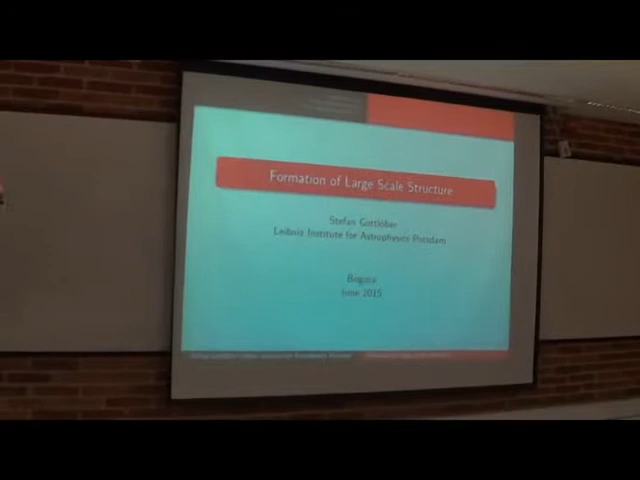 Formation of Large Scale Structure
Stefan Gottlöber
Leibniz Institute for Astrophysics Potsdam
Bogota
June 2015